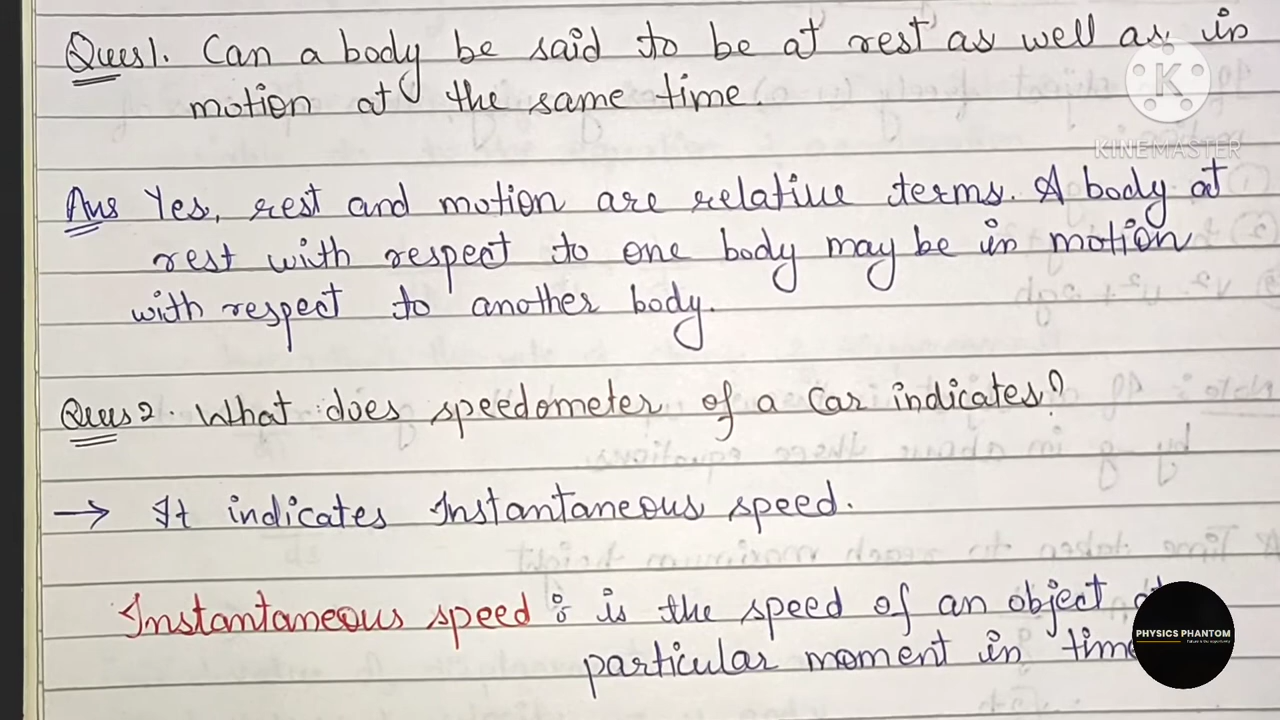 Ques1. Can a body be said to be at rest as well as in
motion at the same time.
Ans Yes, rest and motion are relative terms. A body at
rest with respect to one body may be in motion
with respect to another body.
Ques 2. What does speedometer of a car indicates?
→ It indicates Instantaneous speed.
Instantaneous speed : is the speed of an object at
particular moment in time
KINEMASTER
PHYSICS PHANTOM